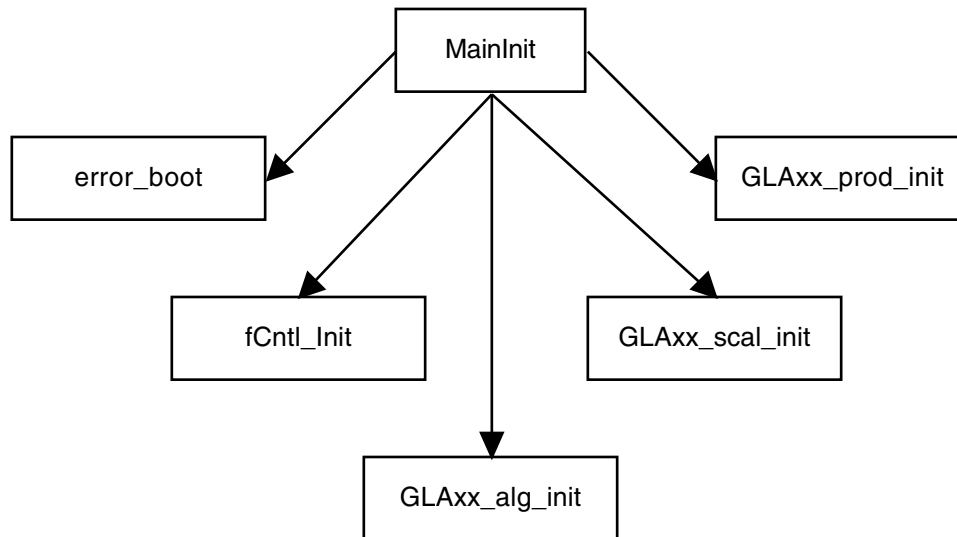 MainInit
error_boot
GLAxx_prod_init
fCntl_Init
GLAxx_scal_init
GLAxx_alg_init